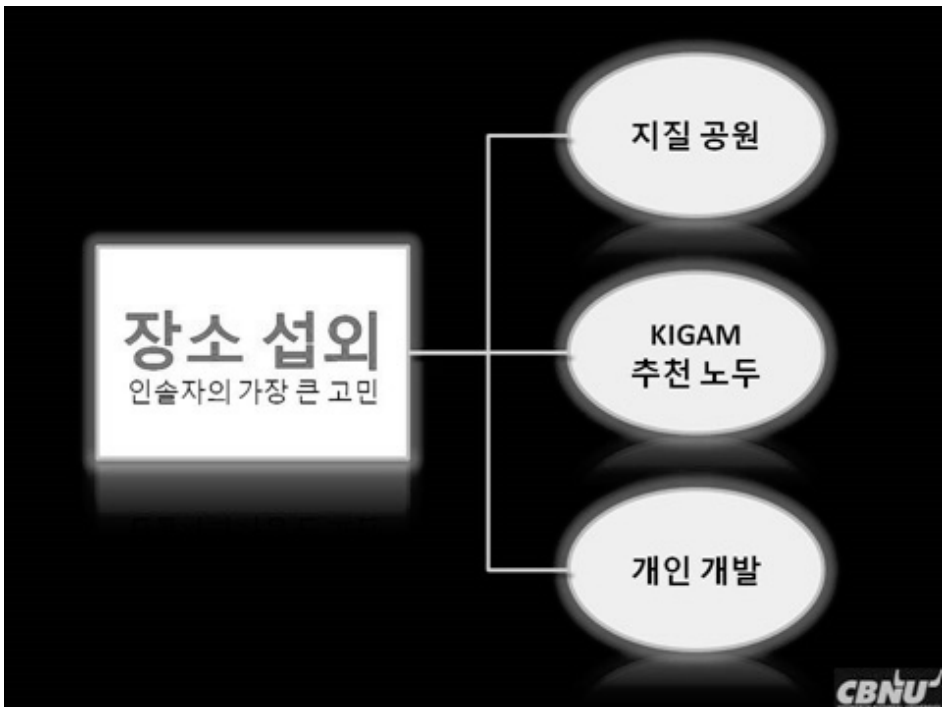 장소 섭외
인솔자의 가장 큰 고민
지질 공원
KIGAM
추천 노두
개인 개발
CBNU